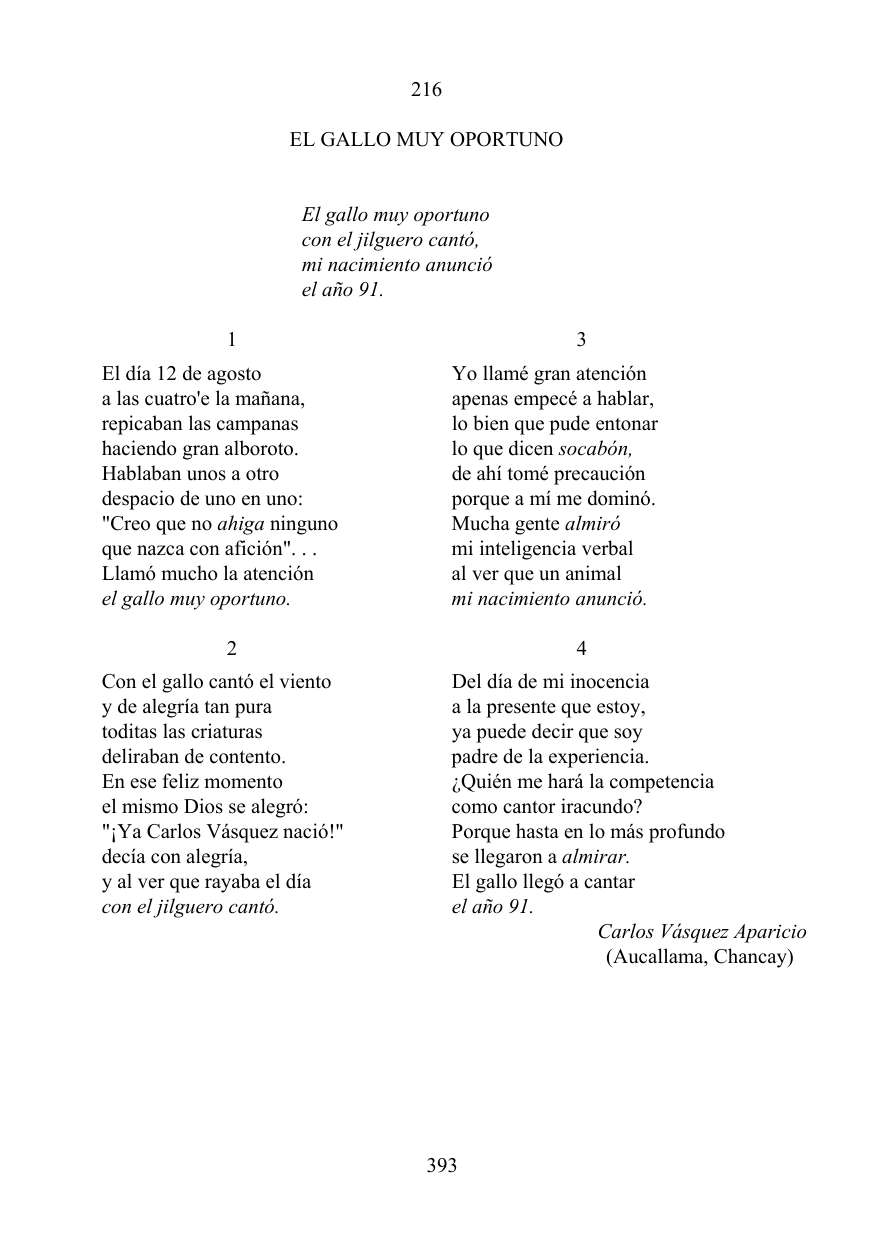 216
EL GALLO MUY OPORTUNO
El gallo muy oportuno
con el jilguero cantó,
mi nacimiento anunció
el año 91.
1
El día 12 de agosto
a las cuatro'e la mañana,
repicaban las campanas
haciendo gran alboroto.
Hablaban unos a otro
despacio de uno en uno:
"Creo que no ahiga ninguno
que nazca con afición". . .
Llamó mucho la atención
el gallo muy oportuno.
2
Con el gallo cantó el viento
y de alegría tan pura
toditas las criaturas
deliraban de contento.
En ese feliz momento
el mismo Dios se alegró:
"¡Ya Carlos Vásquez nació!"
decía con alegría,
y al ver que rayaba el día
con el jilguero cantó.
3
Yo llamé gran atención
apenas empecé a hablar,
lo bien que pude entonar
lo que dicen socabón,
de ahí tomé precaución
porque a mí me dominó.
Mucha gente almiró
mi inteligencia verbal
al ver que un animal
mi nacimiento anunció.
4
Del día de mi inocencia
a la presente que estoy,
ya puede decir que soy
padre de la experiencia.
¿Quién me hará la competencia
como cantor iracundo?
Porque hasta en lo más profundo
se llegaron a almirar.
El gallo llegó a cantar
el año 91.
Carlos Vásquez Aparicio
(Aucallama, Chancay)
393